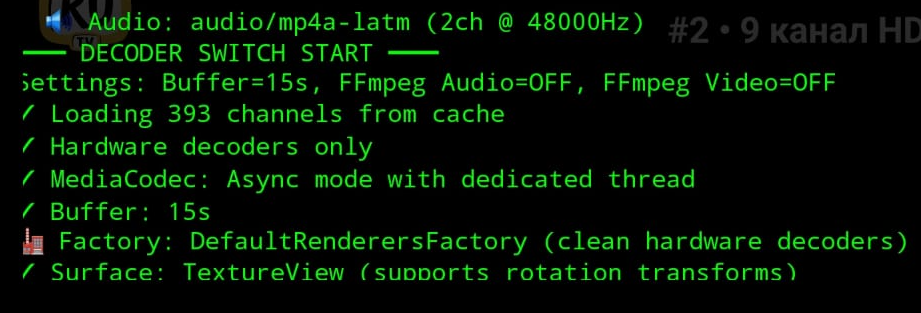 🔊 Audio: audio/mp4a-latm (2ch @ 48000Hz)
#2 • 9 канал HD
TV
━━━ DECODER SWITCH START ━━━
Settings: Buffer=15s, FFmpeg Audio=OFF, FFmpeg Video=OFF
✓ Loading 393 channels from cache
✓ Hardware decoders only
✓ MediaCodec: Async mode with dedicated thread
✓ Buffer: 15s
🏭 Factory: DefaultRenderersFactory (clean hardware decoders)
✓ Surface: TextureView (supports rotation transforms)